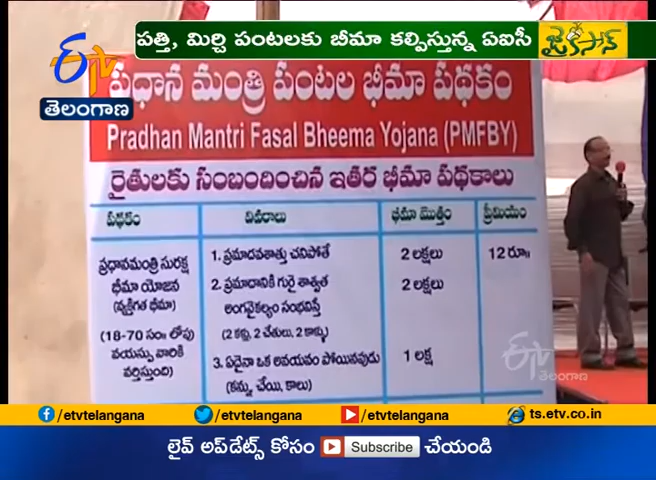 పత్తి, మిర్చి పంటలకు బీమా కల్పిస్తున్న ఏఐసీ
జైకిసాన్
ETV
తెలంగాణ
ప్రధాన మంత్రి పంటల బీమా పథకం
Pradhan Mantri Fasal Bheema Yojana (PMFBY)
రైతులకు సంబందించిన ఇతర భీమా పథకాలు
పథకం వివరాలు భీమా మొత్తం ప్రీమియం
ప్రధానమంత్రి సురక్ష భీమా యోజన (వ్యక్తిగత భీమా)
(18-70 సం॥ లోపు వయస్సు వారికి వర్తిస్తుంది)
1. ప్రమాదవశాత్తు చనిపోతే 2 లక్షలు 12 రూ॥
2. ప్రమాదానికి గురై శాశ్వత 2 లక్షలు
అంగవైకల్యం సంభవిస్తే
(2 కళ్లు, 2 చేతులు, 2 కాళ్ళు)
3. ఏదైనా ఒక అవయవం పోయినపుడు 1 లక్ష
(కన్ను, చేయి, కాలు)
ETV
తెలంగాణ
/etvtelangana /etvtelangana /etvtelangana ts.etv.co.in
లైవ్ అప్‌డేట్స్ కోసం Subscribe చేయండి